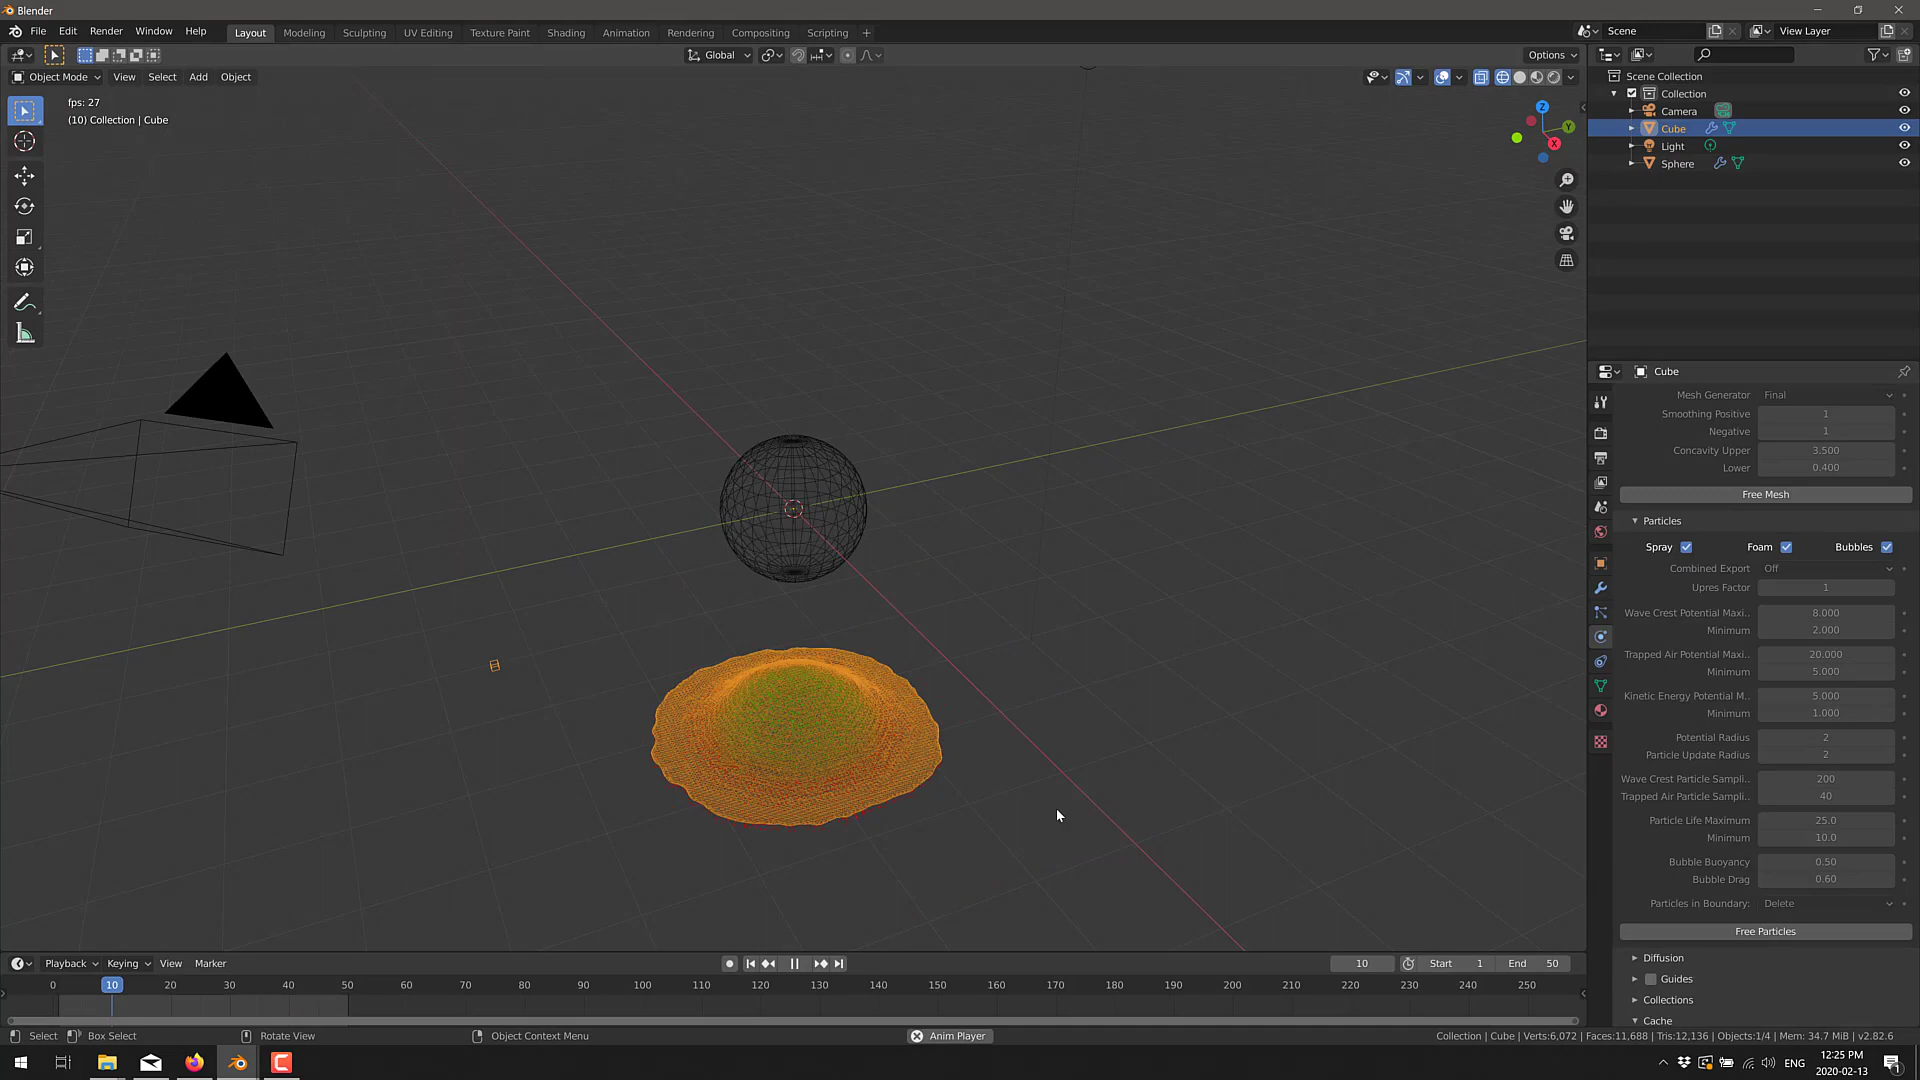 Blender
File Edit Render Window Help
Layout Modeling Sculpting UV Editing Texture Paint Shading Animation Rendering Compositing Scripting +
Scene
View Layer
Global
Options
Object Mode View Select Add Object
fps: 27
(10) Collection | Cube
Z
Y
X
Scene Collection
Collection
Camera
Cube
Light
Sphere
Cube
Mesh Generator Final
Smoothing Positive 1
Negative 1
Concavity Upper 3.500
Lower 0.400
Free Mesh
Particles
Spray Foam Bubbles
Combined Export Off
Upres Factor 1
Wave Crest Potential Maxi.. 8.000
Minimum 2.000
Trapped Air Potential Maxi.. 20.000
Minimum 5.000
Kinetic Energy Potential M.. 5.000
Minimum 1.000
Potential Radius 2
Particle Update Radius 2
Wave Crest Particle Sampli.. 200
Trapped Air Particle Sampli.. 40
Particle Life Maximum 25.0
Minimum 10.0
Bubble Buoyancy 0.50
Bubble Drag 0.60
Particles in Boundary: Delete
Free Particles
Diffusion
Guides
Collections
Cache
Playback Keying View Marker
10 Start 1 End 50
0 10 20 30 40 50 60 70 80 90 100 110 120 130 140 150 160 170 180 190 200 210 220 230 240 250
Select Box Select Rotate View Object Context Menu Anim Player
Collection | Cube | Verts:6,072 | Faces:11,688 | Tris:12,136 | Objects:1/4 | Mem: 34.7 MiB | v2.82.6
ENG
12:25 PM
2020-02-13
1